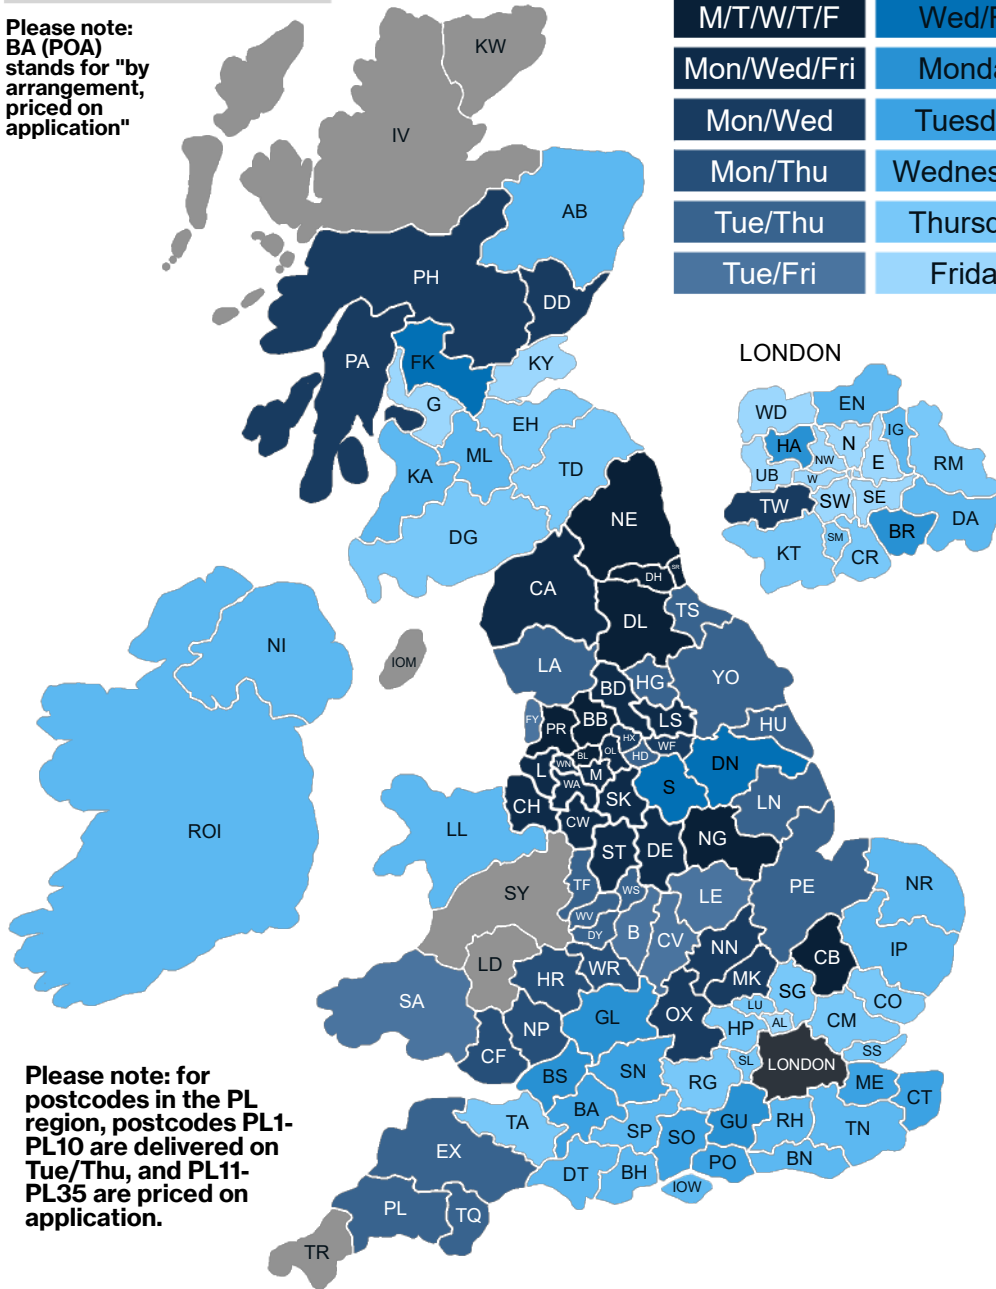 Please note:
BA (POA)
stands for "by
arrangement,
priced on
application"
M/T/W/T/F
Wed/F
Mon/Wed/Fri
Monda
Mon/Wed
Tuesd
Mon/Thu
Wednes
Tue/Thu
Thursd
Tue/Fri
Frida
KW
IV
AB
PH
DD
PA
FK
KY
G
EH
ML
KA
TD
DG
LONDON
WD
EN
HA
NW
N
IG
E
RM
UB
W
TW
SW
SE
DA
BR
KT
SM
CR
NE
SR
DH
CA
DL
TS
NI
IOM
LA
BD
HG
YO
FY
PR
BB
LS
HU
HX
OL
WF
BL
HD
L
WN
M
WA
DN
S
CH
SK
LN
CW
ROI
LL
ST
DE
NG
TF
WS
LE
PE
NR
SY
WV
DY
B
CV
NN
CB
IP
LD
HR
WR
MK
SG
SA
GL
OX
LU
CO
NP
HP
AL
CM
CF
SL
LONDON
SS
BS
SN
RG
ME
CT
BA
TA
SP
SO
GU
RH
TN
EX
DT
BH
PO
BN
IOW
PL
TQ
TR
Please note: for
postcodes in the PL
region, postcodes PL1-
PL10 are delivered on
Tue/Thu, and PL11-
PL35 are priced on
application.